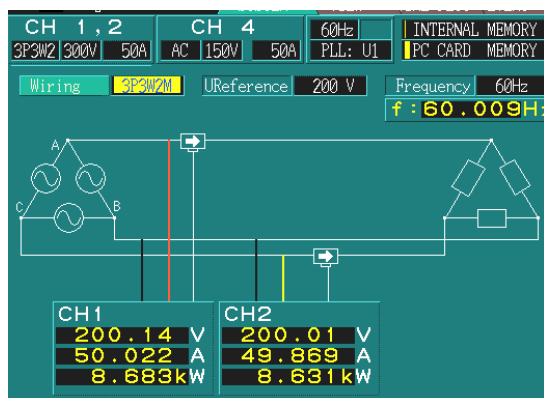 CH 1,2 CH 4 60Hz INTERNAL MEMORY
3P3W2 300V 50A AC 150V 50A PLL: U1 PC CARD MEMORY
Wiring 3P3W2M UReference 200 V Frequency 60Hz
f:60.009Hz
A
C B
CH1 CH2
200.14 V 200.01 V
50.022 A 49.869 A
8.683kW 8.631kW